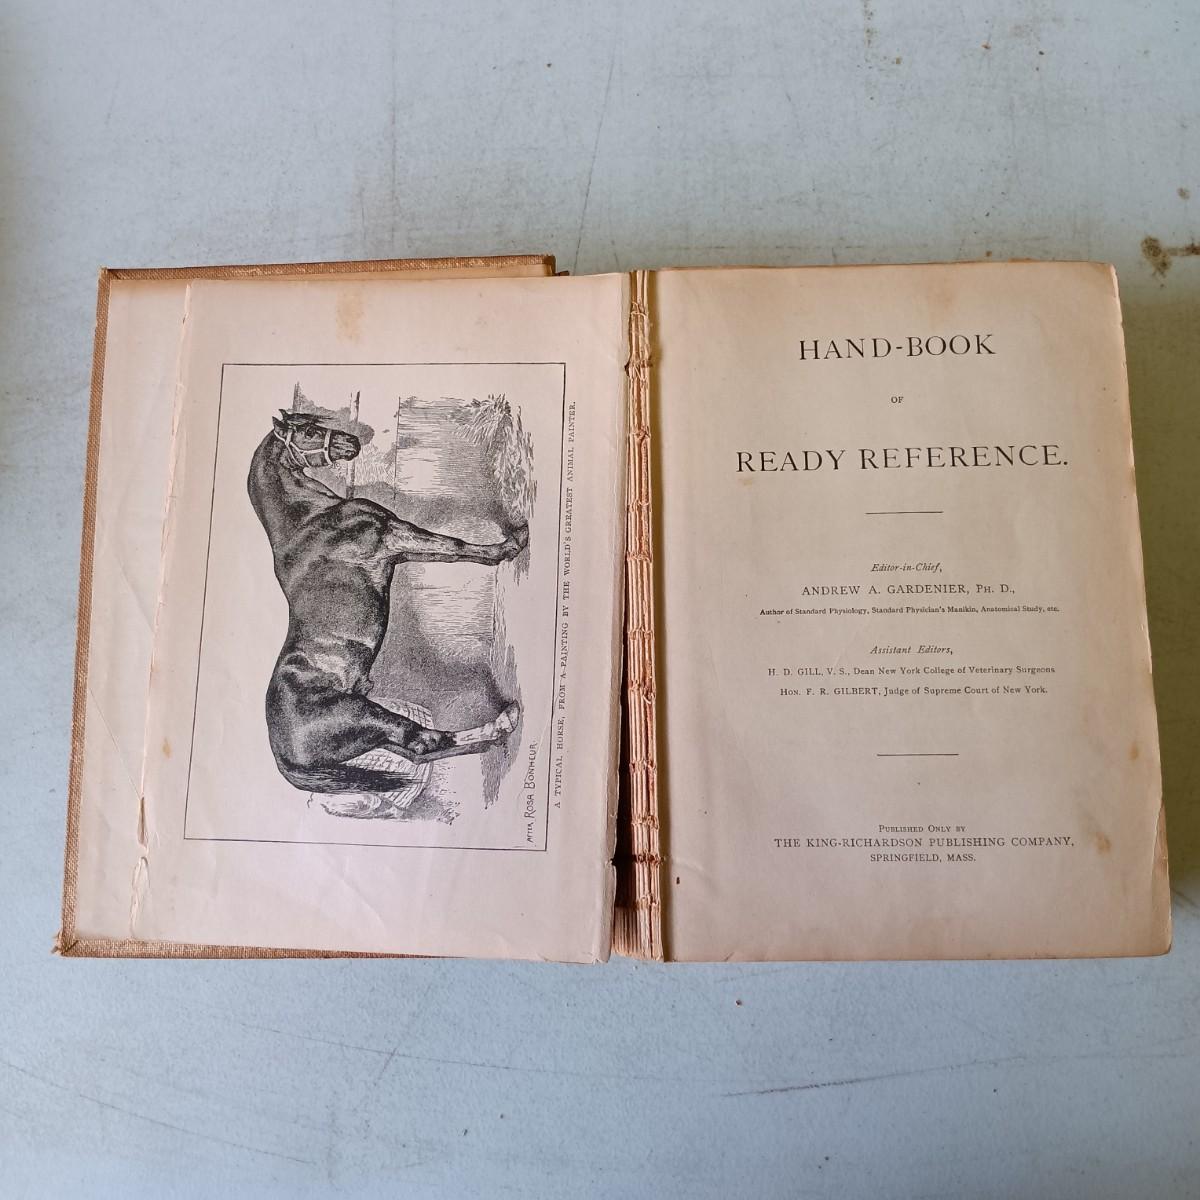 After Rosa Bonheur.
A TYPICAL HORSE, FROM A PAINTING BY THE WORLD'S GREATEST ANIMAL PAINTER.
HAND-BOOK
OF
READY REFERENCE.
Editor-in-Chief,
ANDREW A. GARDENIER, PH. D.,
Author of Standard Physiology, Standard Physician's Manikin, Anatomical Study, etc.
Assistant Editors,
H. D. GILL, V. S., Dean New York College of Veterinary Surgeons
HON. F. R. GILBERT, Judge of Supreme Court of New York.
PUBLISHED ONLY BY
THE KING-RICHARDSON PUBLISHING COMPANY,
SPRINGFIELD, MASS.